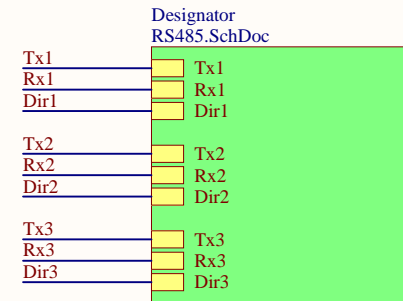 Designator
RS485.SchDoc
Tx1 Tx1
Rx1 Rx1
Dir1 Dir1
Tx2 Tx2
Rx2 Rx2
Dir2 Dir2
Tx3 Tx3
Rx3 Rx3
Dir3 Dir3